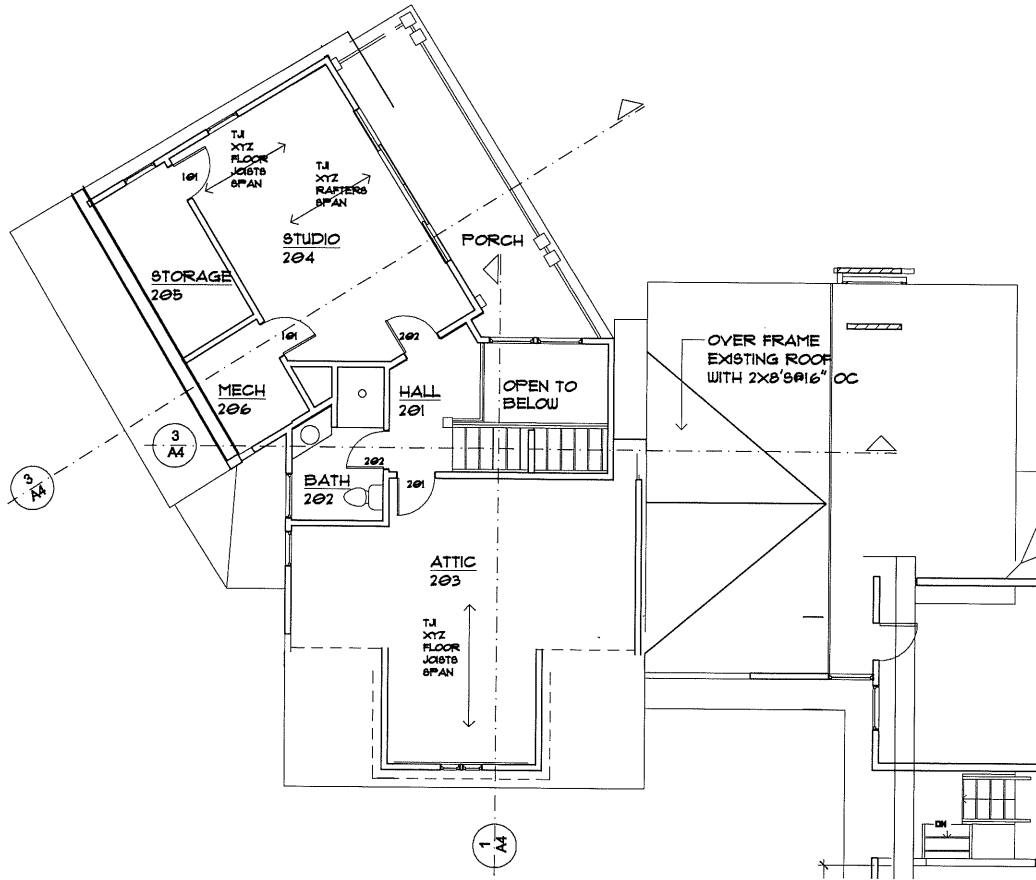 TJI
XYZ
FLOOR
JOISTS
SPAN
101
TJI
XYZ
RAFTERS
SPAN
STUDIO
204
PORCH
STORAGE
205
101
202
OVER FRAME
EXISTING ROOF
WITH 2X8'S@16" OC
MECH
206
HALL
201
OPEN TO
BELOW
3
A4
3
A4
202
BATH
202
201
ATTIC
203
TJI
XYZ
FLOOR
JOISTS
SPAN
DN
1
A4